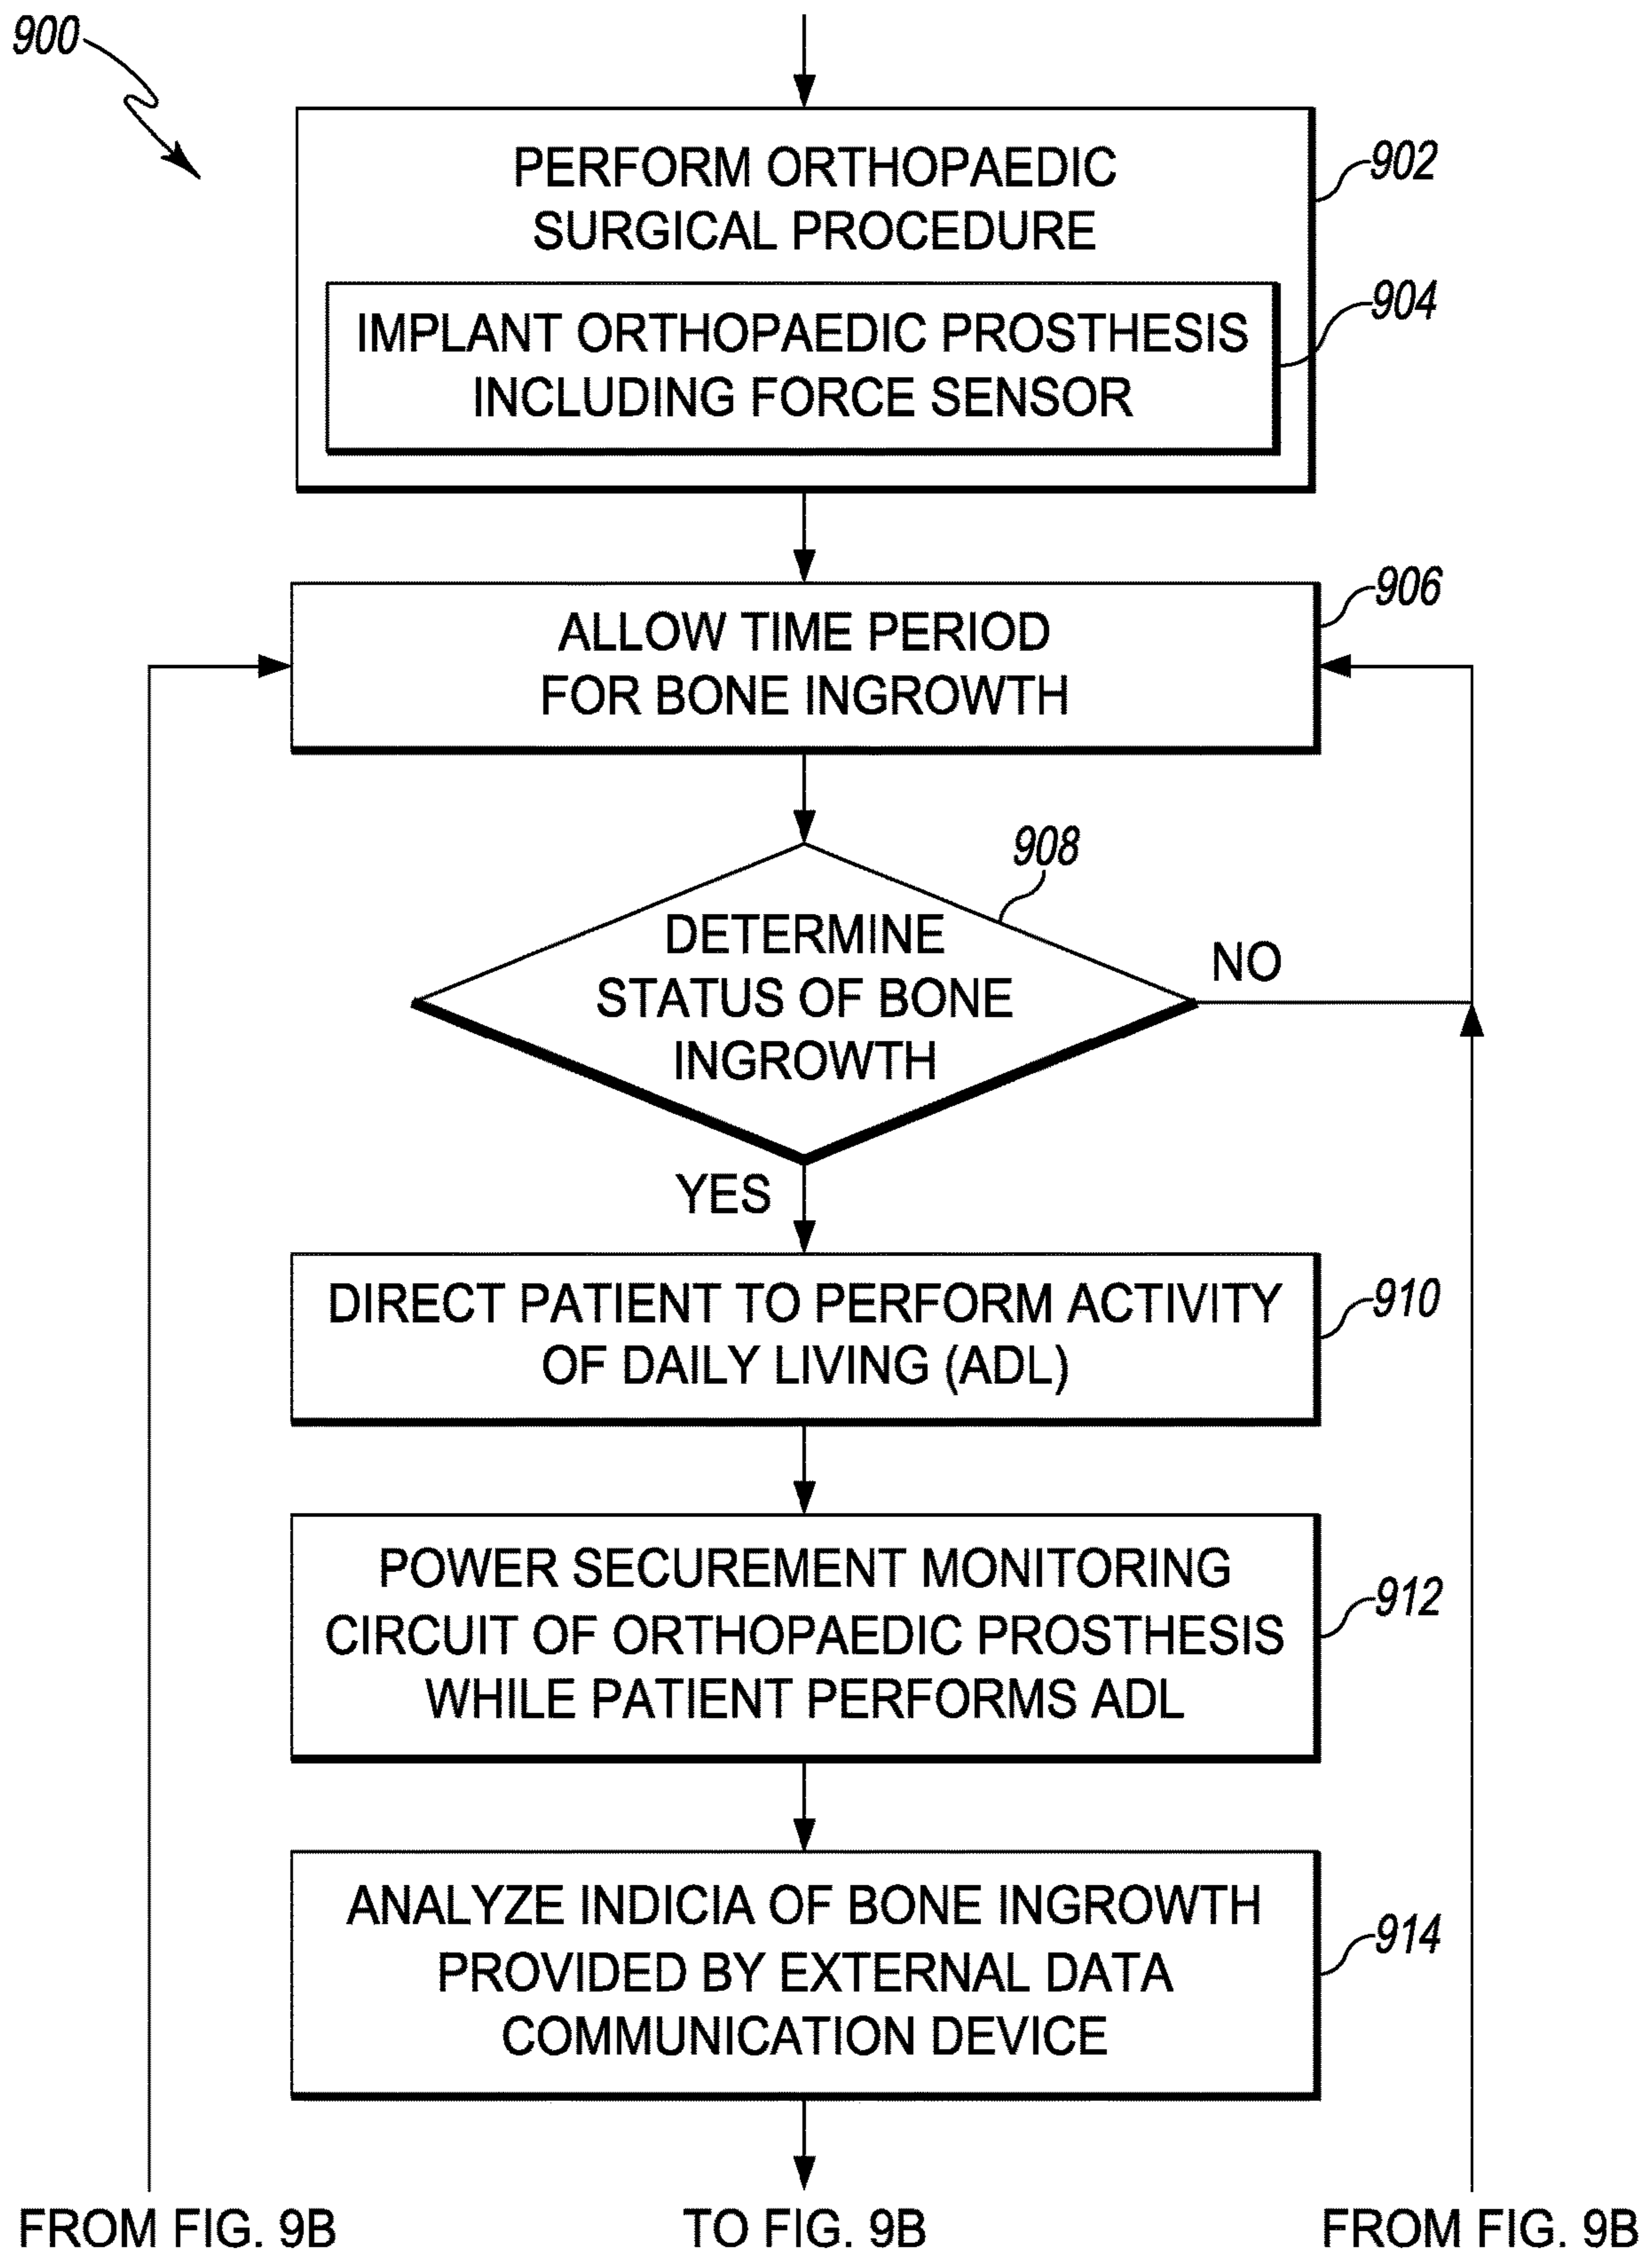 900
PERFORM ORTHOPAEDIC
SURGICAL PROCEDURE
902
IMPLANT ORTHOPAEDIC PROSTHESIS
INCLUDING FORCE SENSOR
904
ALLOW TIME PERIOD
FOR BONE INGROWTH
906
DETERMINE
STATUS OF BONE
INGROWTH
908
NO
YES
DIRECT PATIENT TO PERFORM ACTIVITY
OF DAILY LIVING (ADL)
910
POWER SECUREMENT MONITORING
CIRCUIT OF ORTHOPAEDIC PROSTHESIS
WHILE PATIENT PERFORMS ADL
912
ANALYZE INDICIA OF BONE INGROWTH
PROVIDED BY EXTERNAL DATA
COMMUNICATION DEVICE
914
FROM FIG. 9B
TO FIG. 9B
FROM FIG. 9B